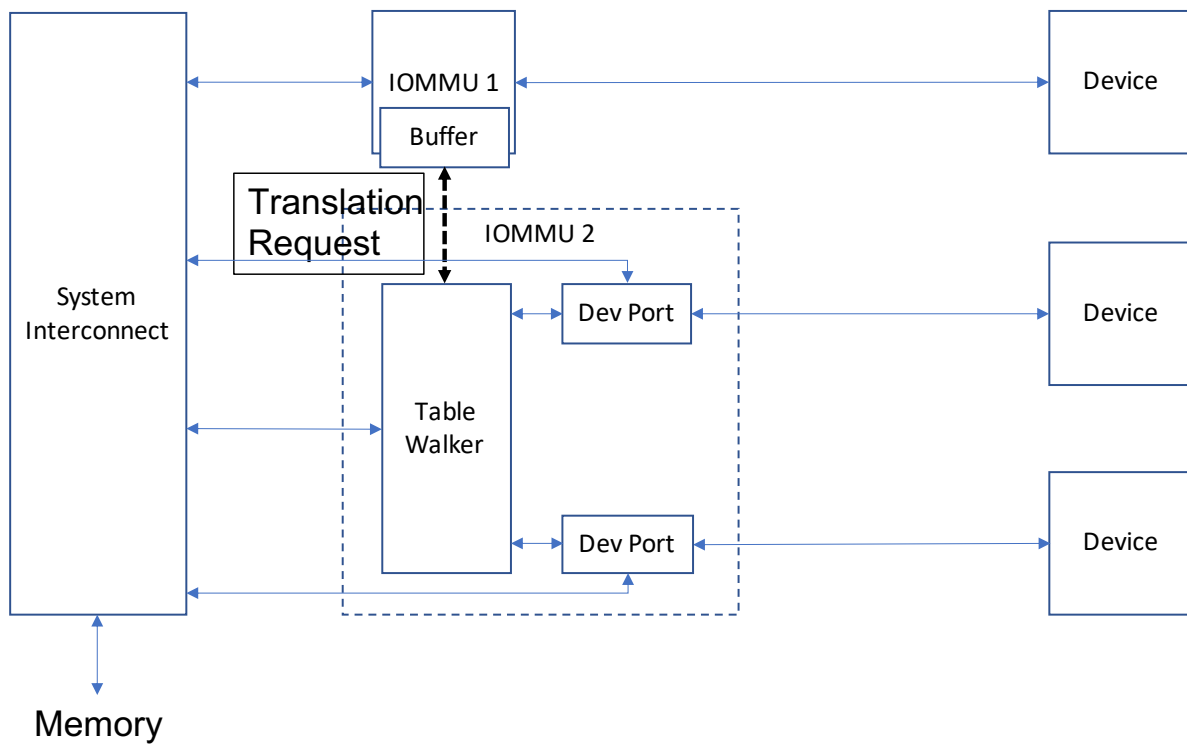 IOMMU 1
Device
Buffer
Translation
Request
IOMMU 2
System
Interconnect
Dev Port
Device
Table
Walker
Dev Port
Device
Memory